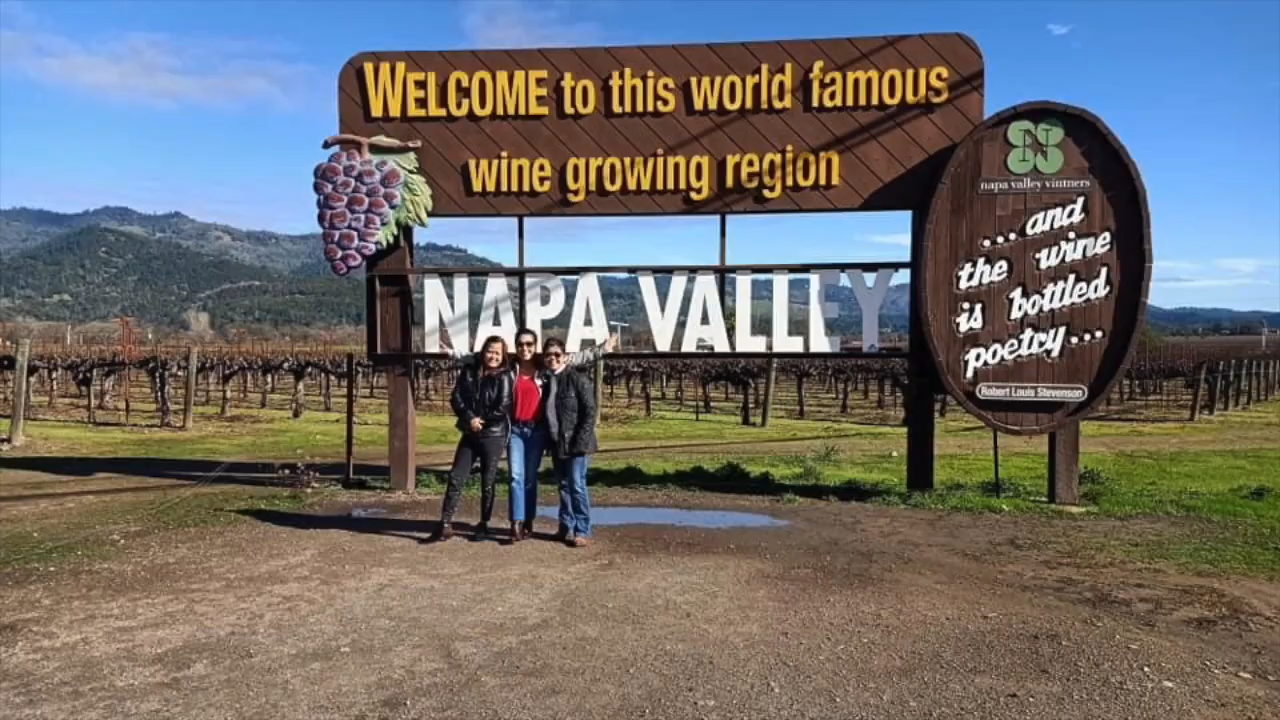 WELCOME to this world famous
wine growing region
NAPA VALLEY
napa valley vintners
... and
the wine
is bottled
poetry...
Robert Louis Stevenson